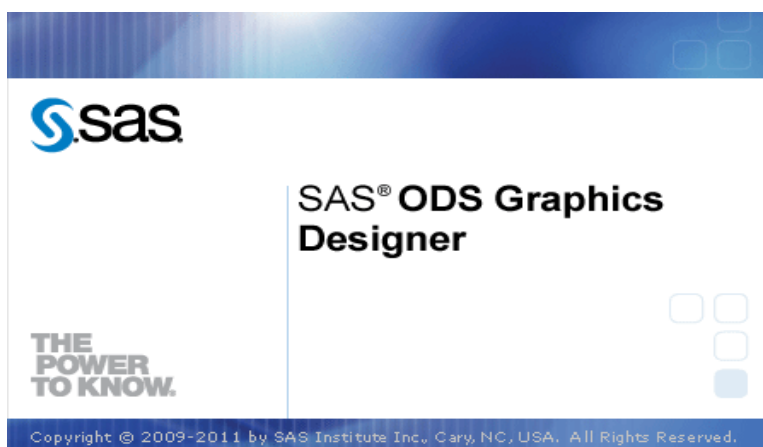 sas
SAS® ODS Graphics
Designer
THE
POWER
TO KNOW.
Copyright © 2009-2011 by SAS Institute Inc., Cary, NC, USA. All Rights Reserved.